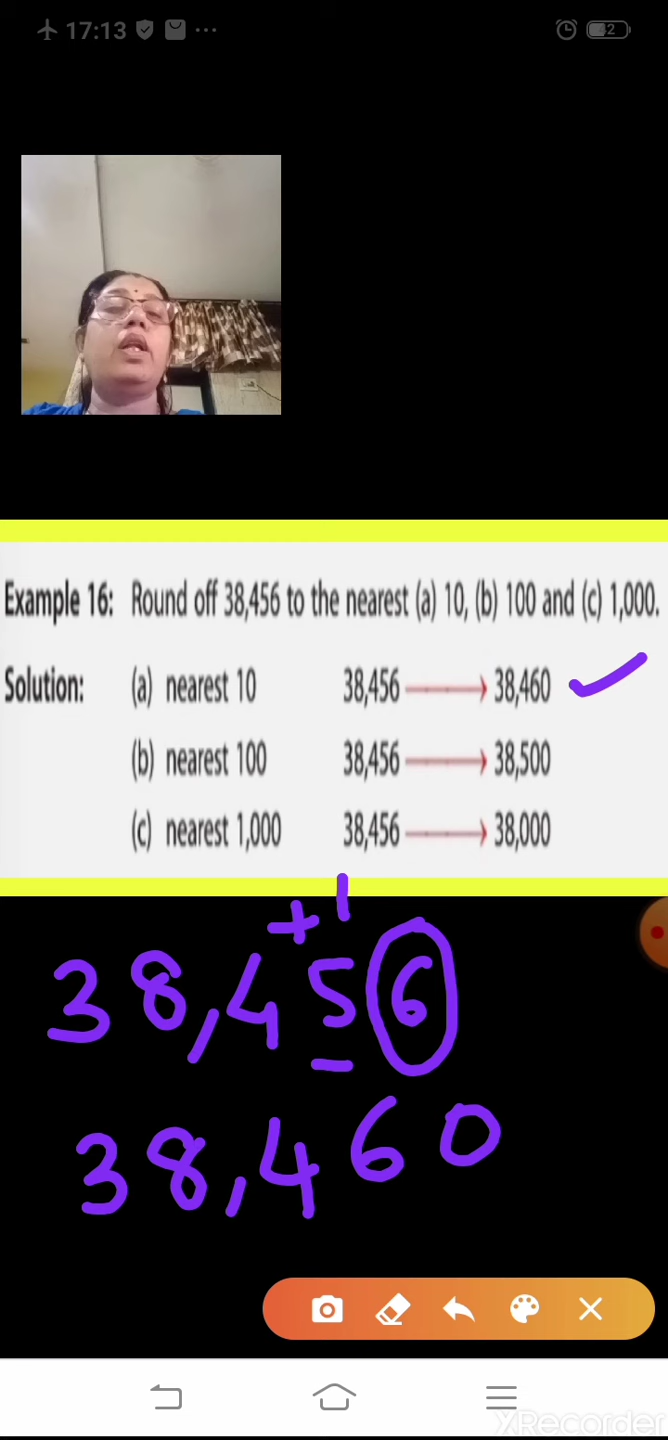 17:13
42
Example 16: Round off 38,456 to the nearest (a) 10, (b) 100 and (c) 1,000.
Solution: (a) nearest 10 38,456 → 38,460
(b) nearest 100 38,456 → 38,500
(c) nearest 1,000 38,456 → 38,000
+1
38,456
38,460
XRecorder